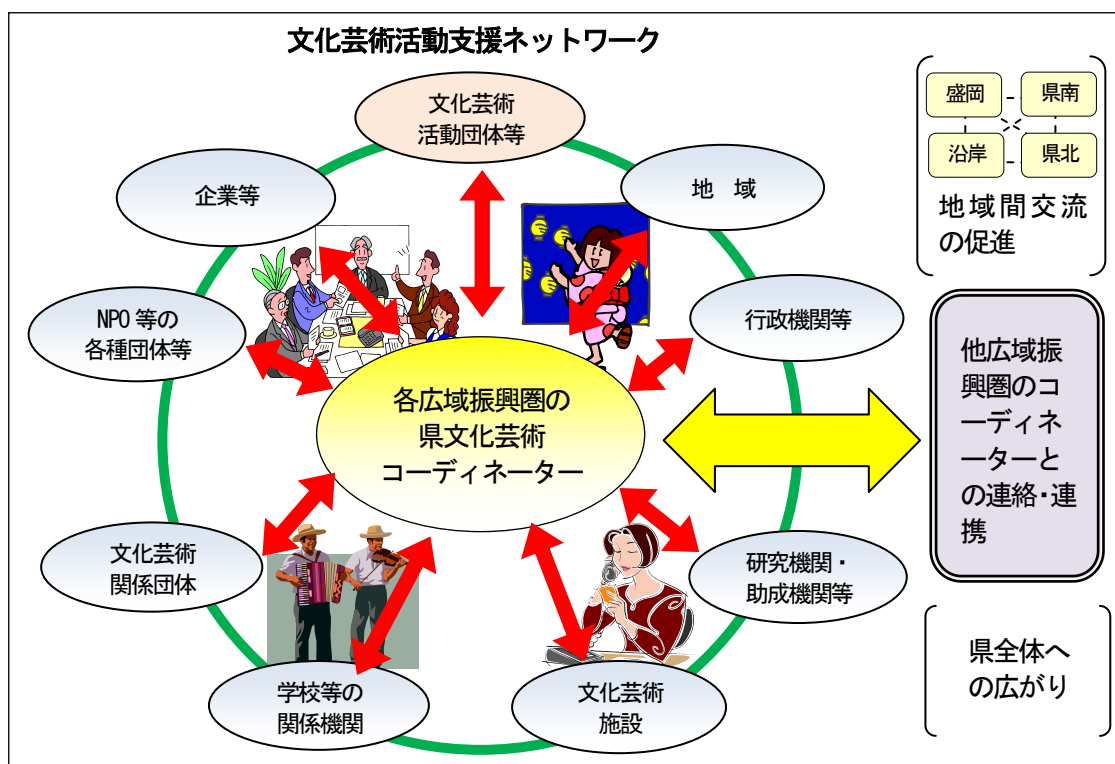 文化芸術活動支援ネットワーク
文化芸術
活動団体等
地　域
行政機関等
研究機関・
助成機関等
文化芸術
施設
学校等の
関係機関
文化芸術
関係団体
NPO 等の
各種団体等
企業等
各広域振興圏の
県文化芸術
コーディネーター
盛岡
県南
沿岸
県北
地域間交流
の促進
他広域振
興圏のコ
ーディネ
ーターと
の連絡・連
携
県全体へ
の広がり